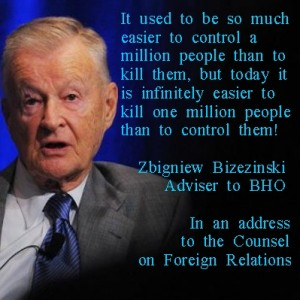 It used to be so much
easier to control a
million people than to
kill them, but today it
is infinitely easier to
kill one million people
than to control them!
Zbigniew Bizezinski
Adviser to BHO
In an address
to the Counsel
on Foreign Relations